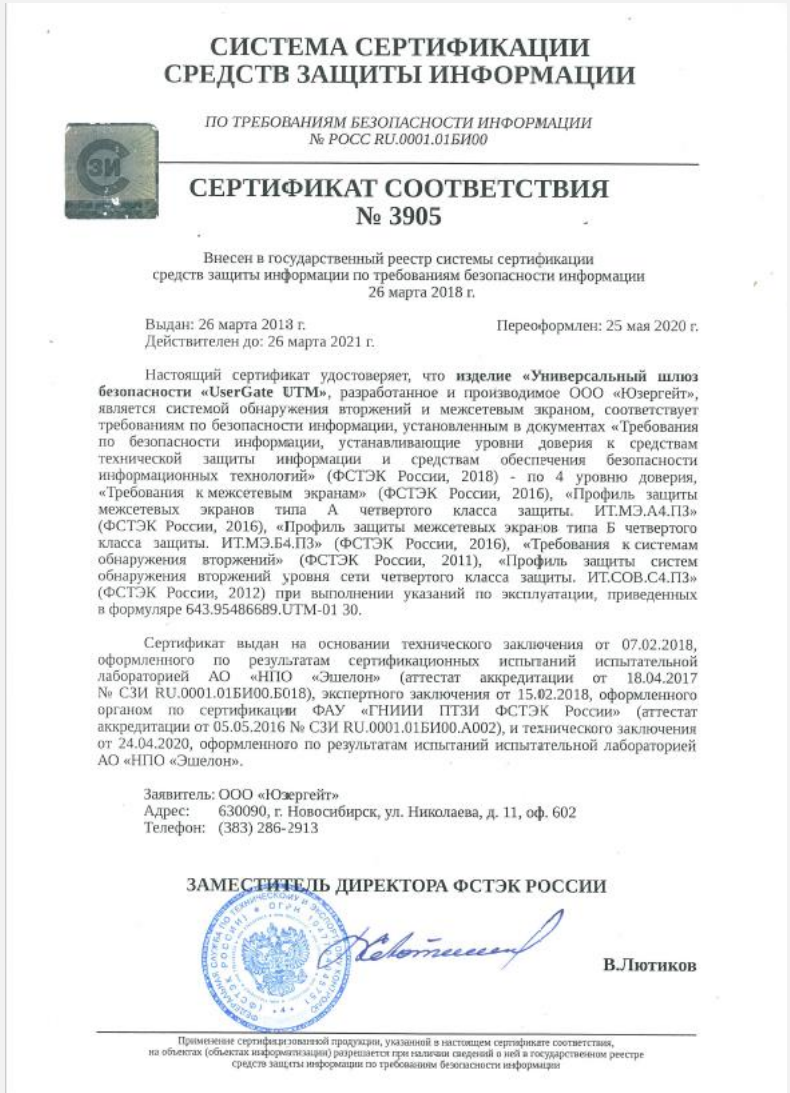 СИСТЕМА СЕРТИФИКАЦИИ
СРЕДСТВ ЗАЩИТЫ ИНФОРМАЦИИ
ПО ТРЕБОВАНИЯМ БЕЗОПАСНОСТИ ИНФОРМАЦИИ
№ РОСС RU.0001.01БИ00
СЗИ
СЕРТИФИКАТ СООТВЕТСТВИЯ
№ 3905
Внесен в государственный реестр системы сертификации
средств защиты информации по требованиям безопасности информации
26 марта 2018 г.
Выдан: 26 марта 2018 г. Переоформлен: 25 мая 2020 г.
Действителен до: 26 марта 2021 г.
Настоящий сертификат удостоверяет, что изделие «Универсальный шлюз
безопасности «UserGate UTM», разработанное и производимое ООО «Юзергейт»,
является системой обнаружения вторжений и межсетевым экраном, соответствует
требованиям по безопасности информации, установленным в документах «Требования
по безопасности информации, устанавливающие уровни доверия к средствам
технической защиты информации и средствам обеспечения безопасности
информационных технологий» (ФСТЭК России, 2018) - по 4 уровню доверия,
«Требования к межсетевым экранам» (ФСТЭК России, 2016), «Профиль защиты
межсетевых экранов типа А четвертого класса защиты. ИТ.МЭ.А4.ПЗ»
(ФСТЭК России, 2016), «Профиль защиты межсетевых экранов типа Б четвертого
класса защиты. ИТ.МЭ.Б4.ПЗ» (ФСТЭК России, 2016), «Требования к системам
обнаружения вторжений» (ФСТЭК России, 2011), «Профиль защиты систем
обнаружения вторжений уровня сети четвертого класса защиты. ИТ.СОВ.С4.ПЗ»
(ФСТЭК России, 2012) при выполнении указаний по эксплуатации, приведенных
в формуляре 643.95486689.UTM-01 30.
Сертификат выдан на основании технического заключения от 07.02.2018,
оформленного по результатам сертификационных испытаний испытательной
лабораторией АО «НПО «Эшелон» (аттестат аккредитации от 18.04.2017
№ СЗИ RU.0001.01БИ00.Б018), экспертного заключения от 15.02.2018, оформленного
органом по сертификации ФАУ «ГНИИИ ПТЗИ ФСТЭК России» (аттестат
аккредитации от 05.05.2016 № СЗИ RU.0001.01БИ00.А002), и технического заключения
от 24.04.2020, оформленного по результатам испытаний испытательной лабораторией
АО «НПО «Эшелон».
Заявитель: ООО «Юзергейт»
Адрес: 630090, г. Новосибирск, ул. Николаева, д. 11, оф. 602
Телефон: (383) 286-2913
ЗАМЕСТИТЕЛЬ ДИРЕКТОРА ФСТЭК РОССИИ
ФЕДЕРАЛЬНАЯ СЛУЖБА ПО ТЕХНИЧЕСКОМУ И ЭКСПОРТНОМУ КОНТРОЛЮ
(ФСТЭК РОССИИ)
В.Лютиков
Применение сертифицированной продукции, указанной в настоящем сертификате соответствия,
на объектах (объектах информатизации) разрешается при наличии сведений о ней в государственном реестре
средств защиты информации по требованиям безопасности информации